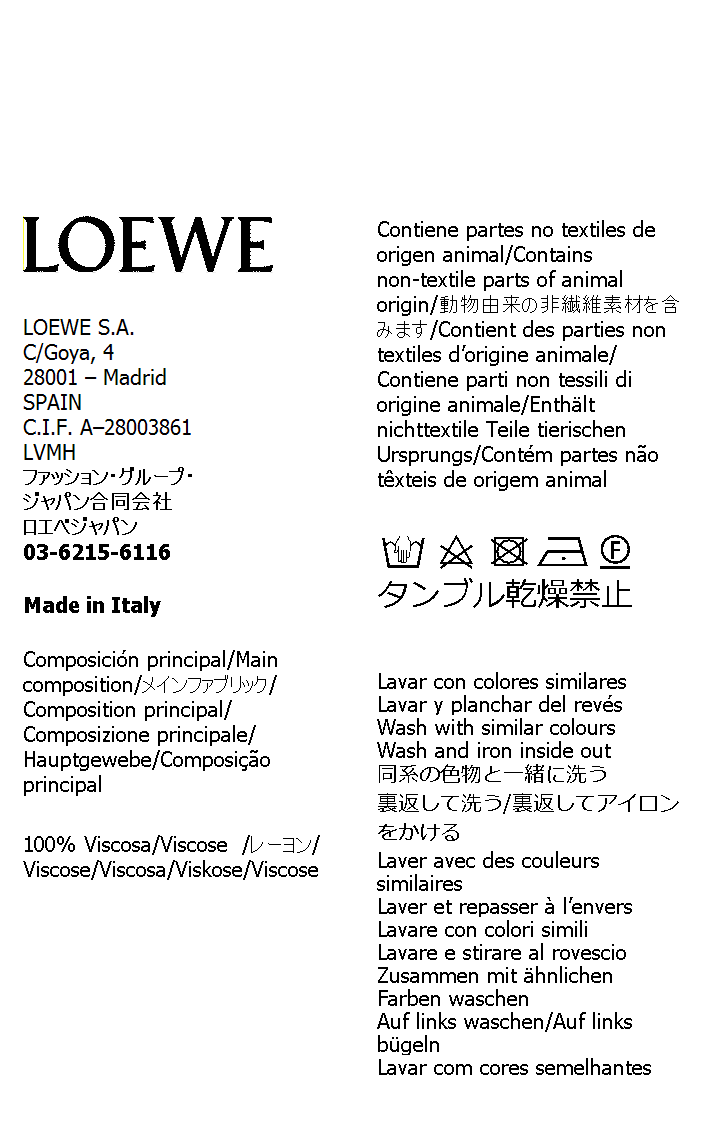 LOEWE
LOEWE S.A.
C/Goya, 4
28001 – Madrid
SPAIN
C.I.F. A–28003861
LVMH
ファッション・グループ・
ジャパン合同会社
ロエベジャパン
03-6215-6116
Made in Italy
Composición principal/Main
composition/メインファブリック/
Composition principal/
Composizione principale/
Hauptgewebe/Composição
principal
100% Viscosa/Viscose /レーヨン/
Viscose/Viscosa/Viskose/Viscose
Contiene partes no textiles de
origen animal/Contains
non-textile parts of animal
origin/動物由来の非繊維素材を含
みます/Contient des parties non
textiles d’origine animale/
Contiene parti non tessili di
origine animale/Enthält
nichttextile Teile tierischen
Ursprungs/Contém partes não
têxteis de origem animal
F
タンブル乾燥禁止
Lavar con colores similares
Lavar y planchar del revés
Wash with similar colours
Wash and iron inside out
同系の色物と一緒に洗う
裏返して洗う/裏返してアイロン
をかける
Laver avec des couleurs
similaires
Laver et repasser à l’envers
Lavare con colori simili
Lavare e stirare al rovescio
Zusammen mit ähnlichen
Farben waschen
Auf links waschen/Auf links
bügeln
Lavar com cores semelhantes